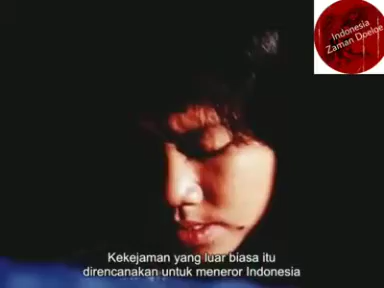 Indonesia
Zaman Doeloe
Kekejaman yang luar biasa itu
direncanakan untuk meneror Indonesia